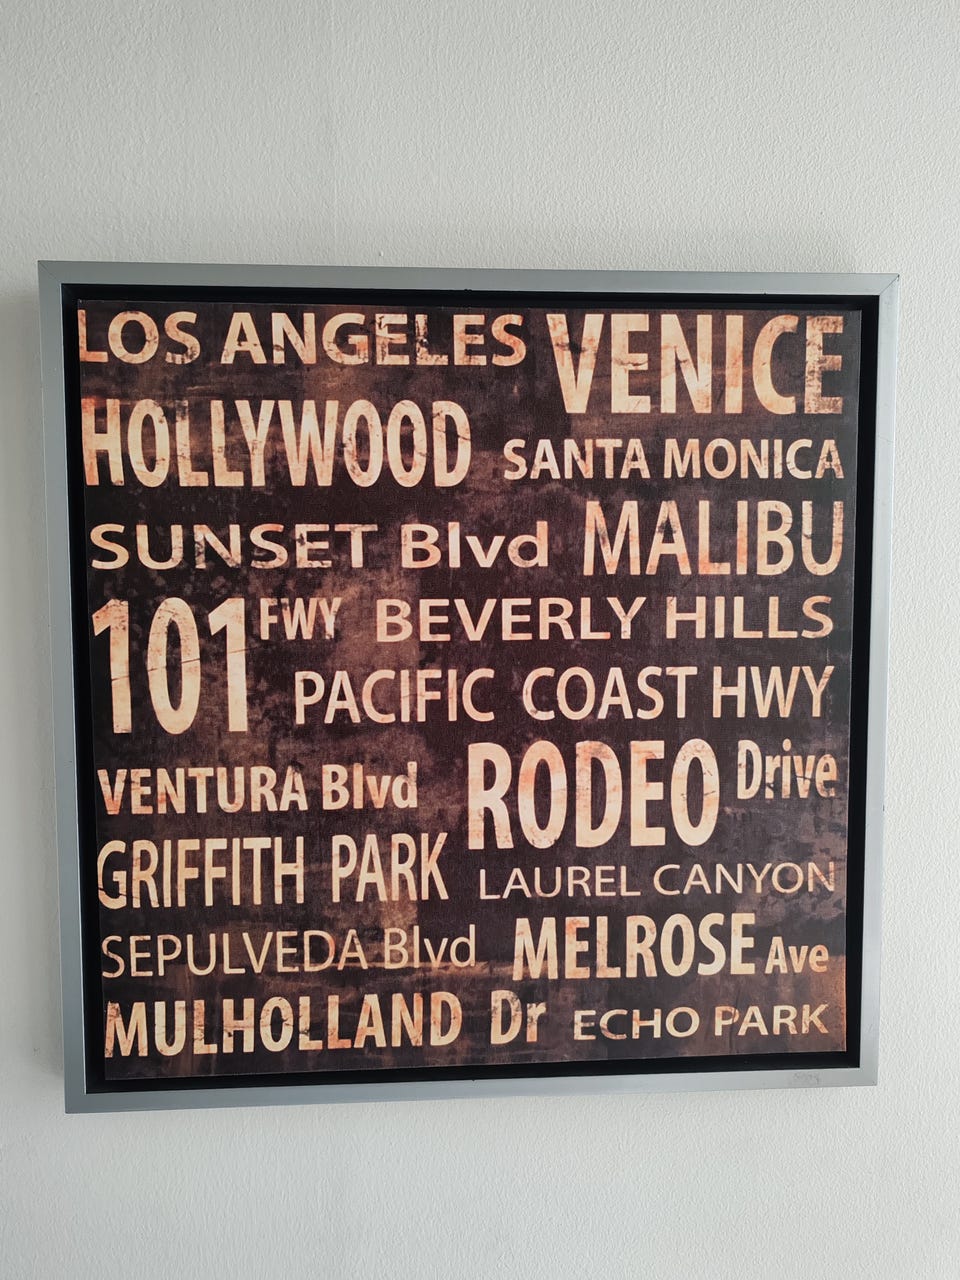 LOS ANGELES VENICE
HOLLYWOOD SANTA MONICA
SUNSET Blvd MALIBU
101 FWY BEVERLY HILLS
PACIFIC COAST HWY
VENTURA Blvd RODEO Drive
GRIFFITH PARK LAUREL CANYON
SEPULVEDA Blvd MELROSE Ave
MULHOLLAND Dr ECHO PARK